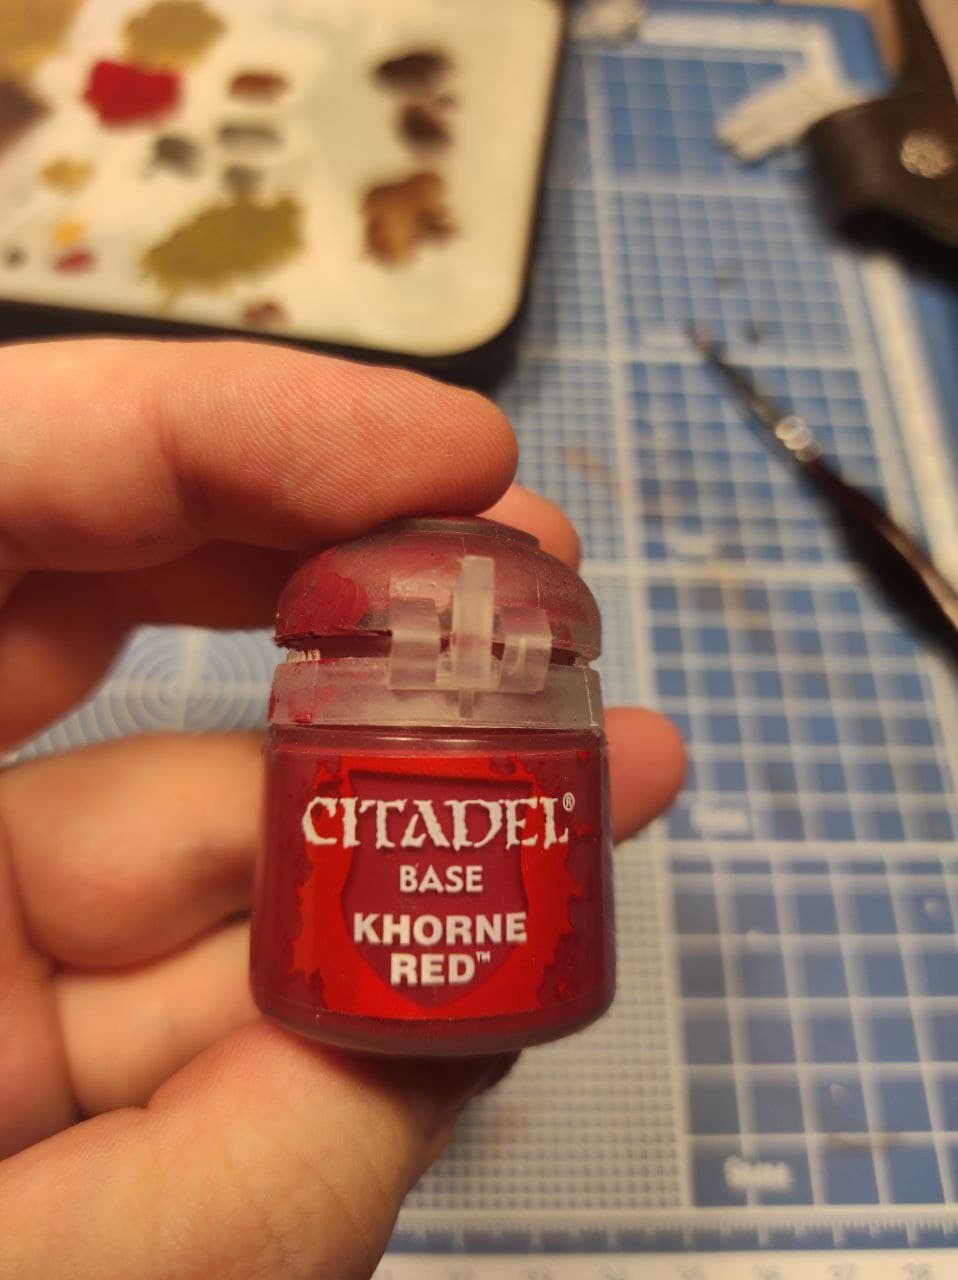 CITADEL®
BASE
KHORNE
RED™